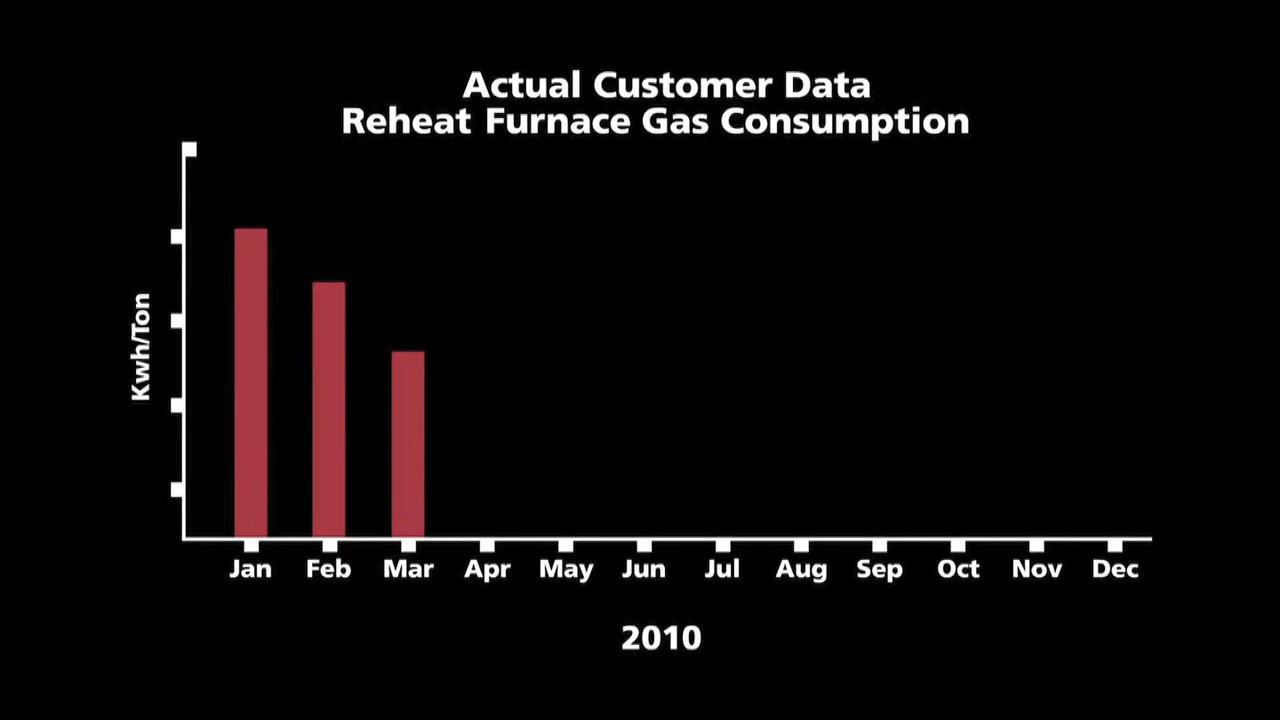 Actual Customer Data
Reheat Furnace Gas Consumption
Kwh/Ton
Jan Feb Mar Apr May Jun Jul Aug Sep Oct Nov Dec
2010